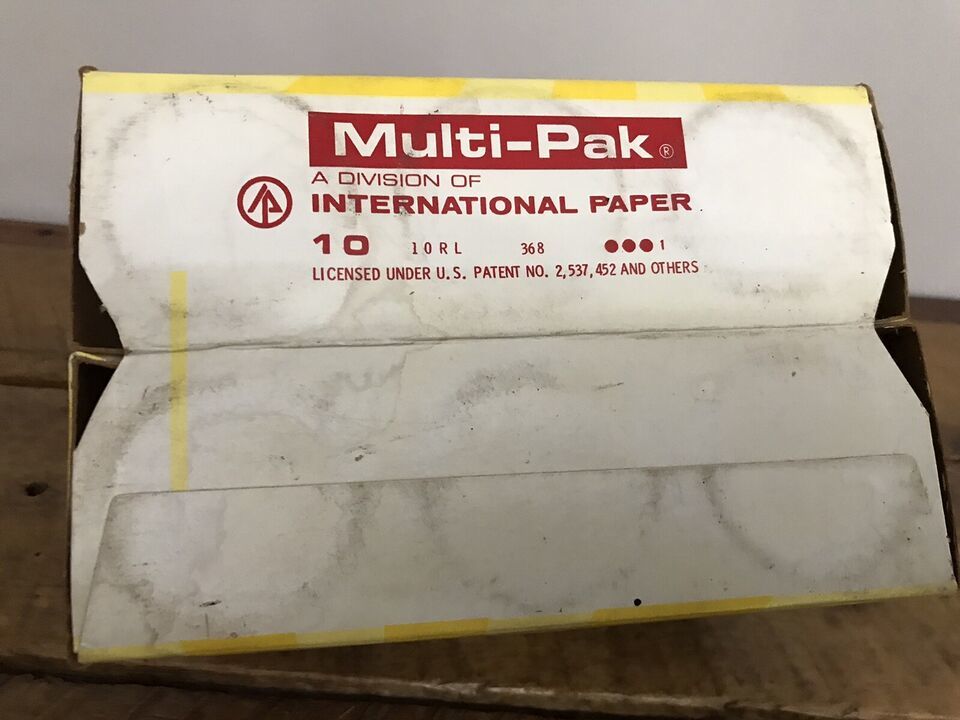 Multi-Pak®
A DIVISION OF
INTERNATIONAL PAPER
10 10RL 368 ●●● 1
LICENSED UNDER U.S. PATENT NO. 2,537,452 AND OTHERS